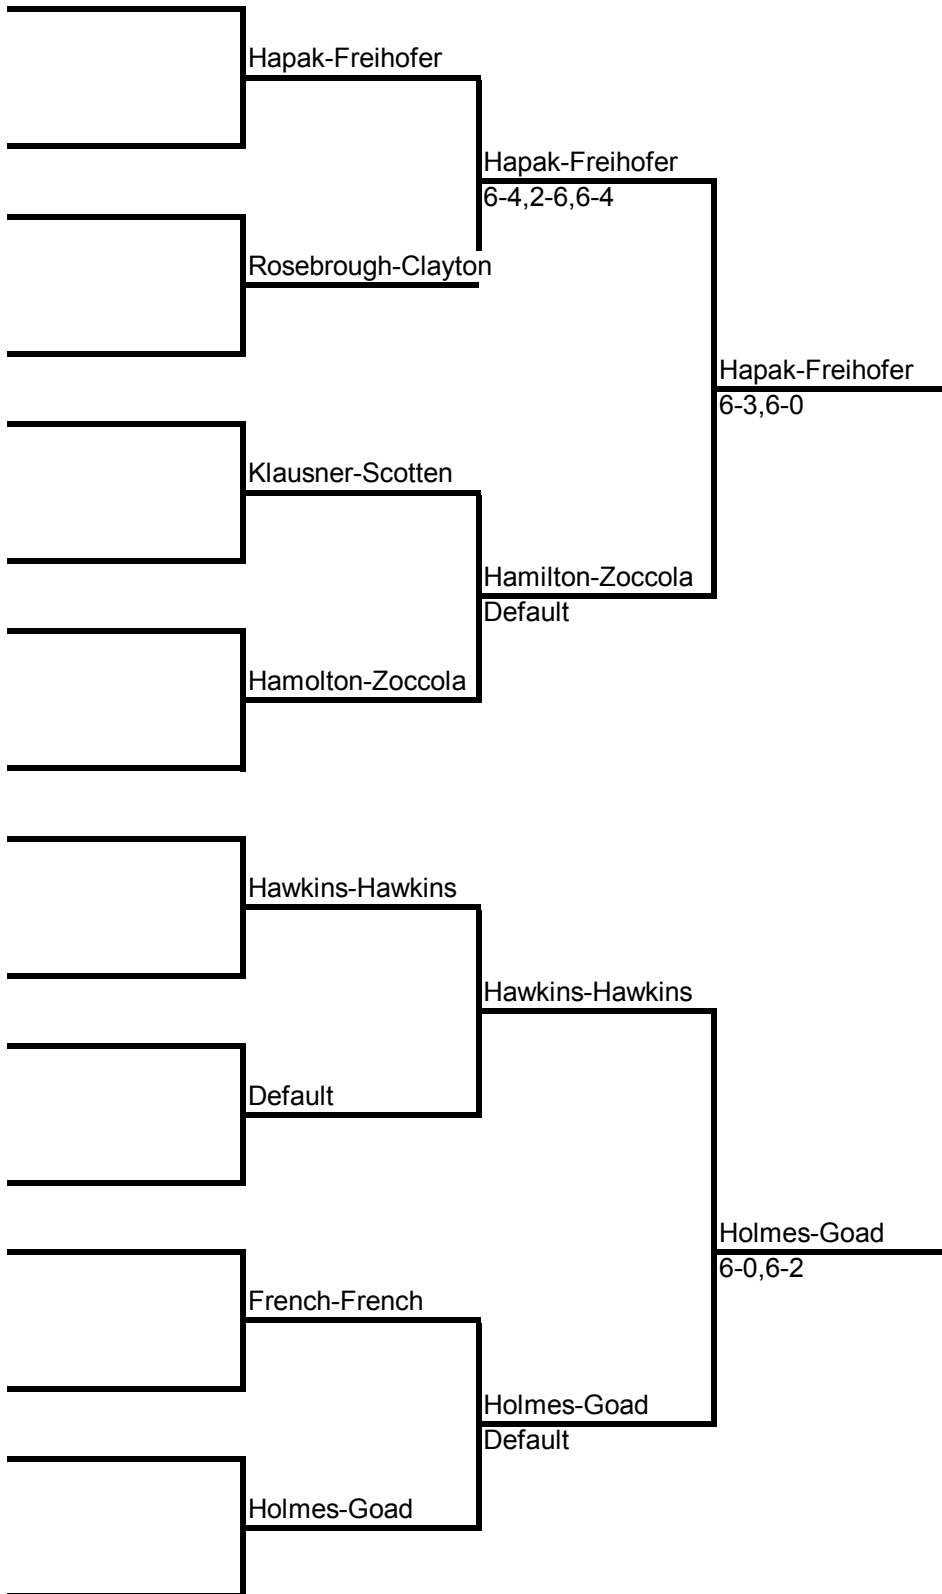 Hapak-Freihofer
Hapak-Freihofer
6-4,2-6,6-4
Rosebrough-Clayton
Hapak-Freihofer
6-3,6-0
Klausner-Scotten
Hamilton-Zoccola
Default
Hamolton-Zoccola
Hawkins-Hawkins
Hawkins-Hawkins
Default
Holmes-Goad
6-0,6-2
French-French
Holmes-Goad
Default
Holmes-Goad